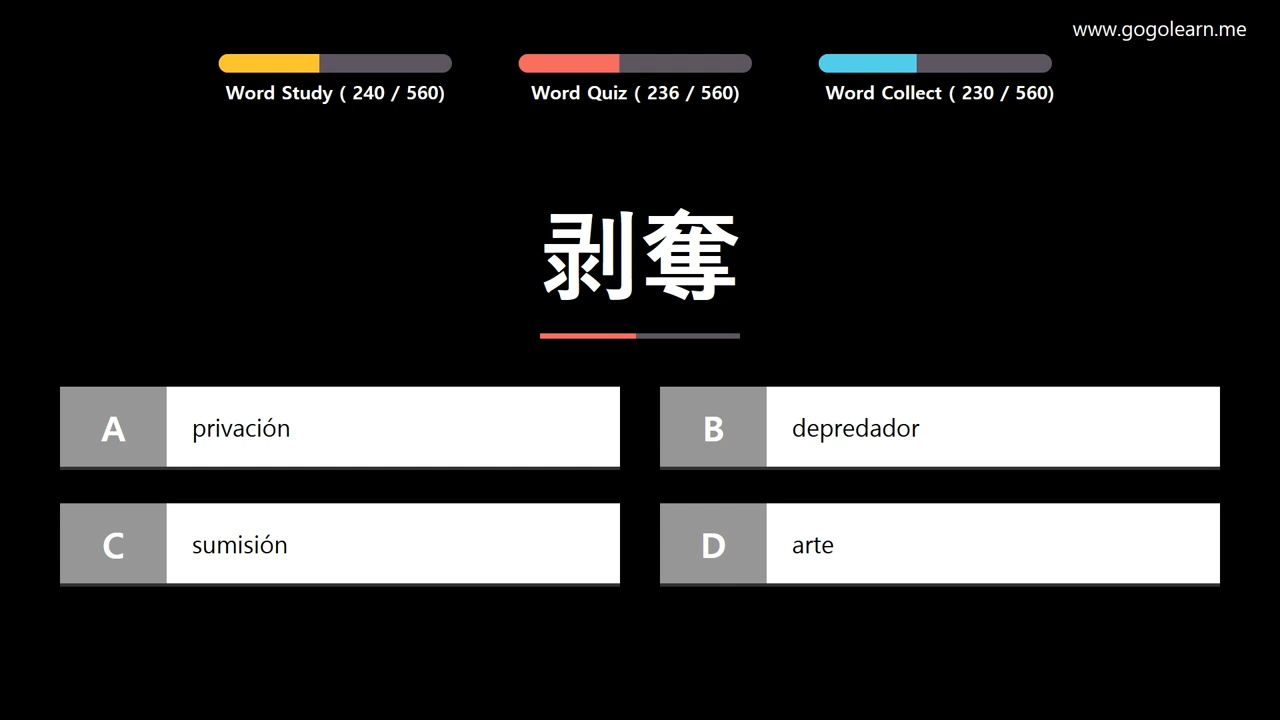 www.gogolearn.me
Word Study ( 240 / 560)
Word Quiz ( 236 / 560)
Word Collect ( 230 / 560)
剥奪
A privación
B depredador
C sumisión
D arte